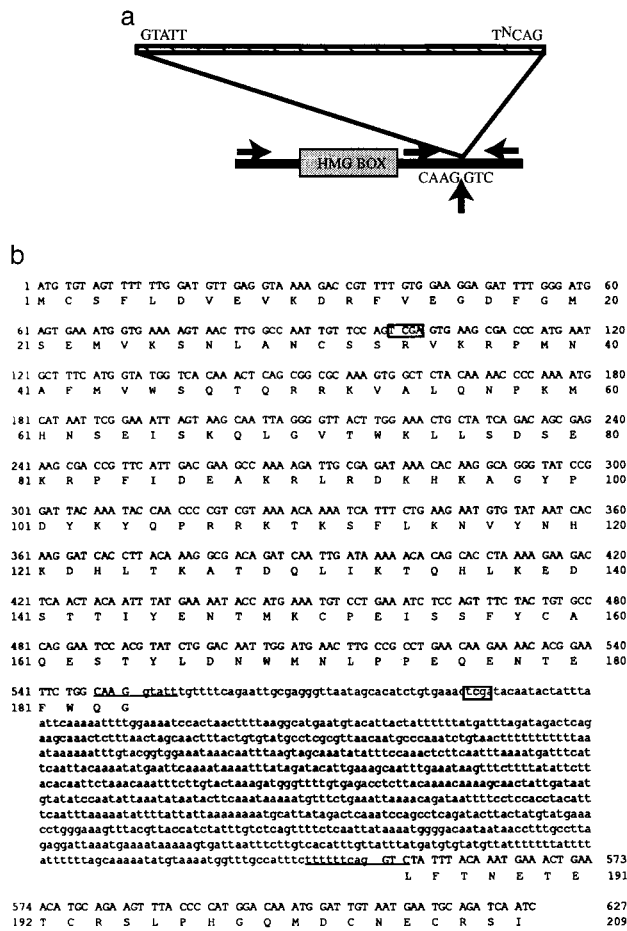 a
GTATT TNCAG
HMG BOX
CAAG GTC
b
1 ATG TGT AGT TTT TTG GAT GTT GAG GTA AAA GAC CGT TTT GTG GAA GGA GAT TTT GGG ATG 60
1 M C S F L D V E V K D R F V E G D F G M 20
61 AGT GAA ATG GTG AAA AGT AAC TTG GCC AAT TGT TCC AGT CGA GTG AAG CGA CCC ATG AAT 120
21 S E M V K S N L A N C S S R V K R P M N 40
121 GCT TTC ATG GTA TGG TCA CAA ACT CAG CGG CGC AAA GTG GCT CTA CAA AAC CCC AAA ATG 180
41 A F M V W S Q T Q R R K V A L Q N P K M 60
181 CAT AAT TCG GAA ATT AGT AAG CAA TTA GGG GTT ACT TGG AAA CTG CTA TCA GAC AGC GAG 240
61 H N S E I S K Q L G V T W K L L S D S E 80
241 AAG CGA CCG TTC ATT GAC GAA GCC AAA AGA TTG CGA GAT AAA CAC AAG GCA GGG TAT CCG 300
81 K R P F I D E A K R L R D K H K A G Y P 100
301 GAT TAC AAA TAC CAA CCC CGT CGT AAA ACA AAA TCA TTT CTG AAG AAT GTG TAT AAT CAC 360
101 D Y K Y Q P R R K T K S F L K N V Y N H 120
361 AAG GAT CAC CTT ACA AAG GCG ACA GAT CAA TTG ATA AAA ACA CAG CAC CTA AAA GAA GAC 420
121 K D H L T K A T D Q L I K T Q H L K E D 140
421 TCA ACT ACA ATT TAT GAA AAT ACC ATG AAA TGT CCT GAA ATC TCC AGT TTC TAC TGT GCC 480
141 S T T I Y E N T M K C P E I S S F Y C A 160
481 CAG GAA TCC ACG TAT CTG GAC AAT TGG ATG AAC TTG CCG CCT GAA CAA GAA AAC ACG GAA 540
161 Q E S T Y L D N W M N L P P E Q E N T E 180
541 TTC TGG CAA G gtatttgttttcagaattgcgagggttaatagcacatctgtgaaactcgatacaatactattta
181 F W Q G
attcaaaaattttggaaaatccactaacttttaaggcatgaatgtacattactatttttttatgatttagatagactcag
aagcaaactctttaactagcaactttactgtgtatgcctcgcgttaacaatgcccaaatctgtaacttttttttttttaa
ataaaaaatttgtacggtggaaatcaaatttaagtagcaaatatatttccaaactcttcaatttaaaatgatttttcat
tcaattacaaaatatgaattcaaaataaaatttatagatacattgaaagcaatttgaaataagtttcttttatattctt
acacaattctaaacaaatttcttgtactaaagatgggttttgtgagacctcttacaaaacaaaagcaactattgataat
gtatatccaatatattaaatataatacttcaaataaaaatgtttctgaaattaaaacagataattttcctccacctacatt
tcaatttaaaaatatttatttttttatgcattatagatcaaatccagcctcagatcttactactatgtatgtatgtgaaa
cctgggaaagtttacgttaccatctatttgtctcagttttctcaattataaaatggggacaataataacctttgcctta
gaggattaaatgaaaataaaaaagtgattaatttgtcacatttgttatttatgtgttatgtattatttttttatttttat
attttttagcaaaaatatgtaaaatggtttgccatttcttttttcag GT CTA TTT ACA AAT GAA ACT GAA 573
L F T N E T E 191
574 ACA TGC AGA AGT TTA CCC CAT GGA CAA ATG GAT TGT AAT GAA TGC AGA TCA ATC 627
192 T C R S L P H G Q M D C N E C R S I 209